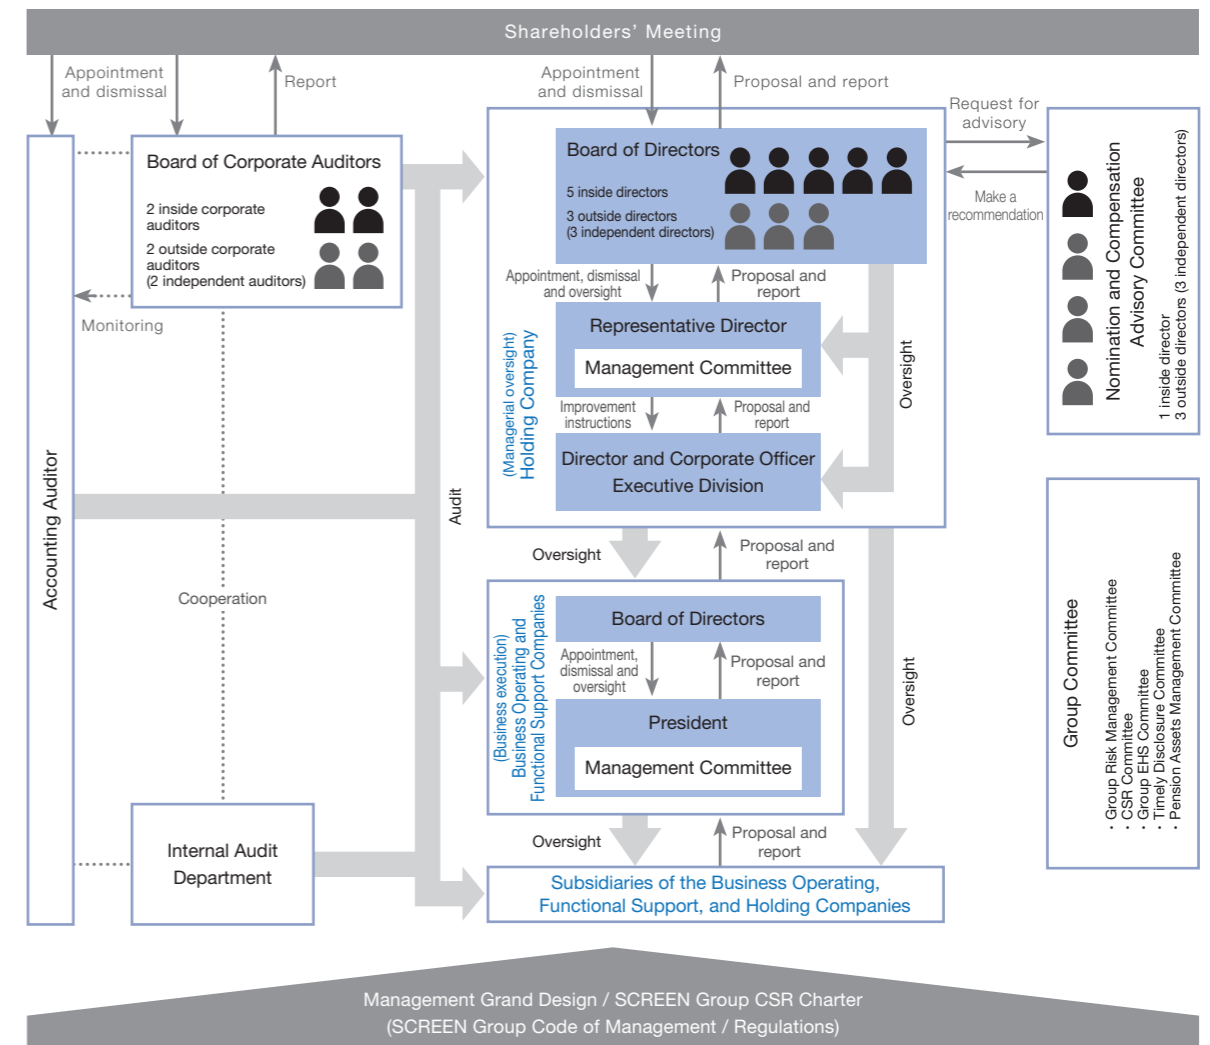 Shareholders' Meeting
Appointment
and dismissal
Report
Appointment
and dismissal
Proposal and report
Request for
advisory
Make a
recommendation
Board of Corporate Auditors
2 inside corporate
auditors
2 outside corporate
auditors
(2 independent auditors)
Monitoring
Board of Directors
5 inside directors
3 outside directors
(3 independent directors)
Appointment, dismissal
and oversight
Proposal and
report
Representative Director
Management Committee
Improvement
instructions
Proposal and
report
Director and Corporate Officer
Executive Division
(Managerial oversight)
Holding Company
Oversight
Nomination and Compensation
Advisory Committee
1 inside director
3 outside directors (3 independent directors)
Accounting Auditor
Audit
Cooperation
Oversight
Proposal and
report
Board of Directors
Appointment,
dismissal and
oversight
Proposal and
report
President
Management Committee
(Business execution)
Business Operating and
Functional Support Companies
Oversight
Group Committee
・Group Risk Management Committee
・CSR Committee
・Group EHS Committee
・Timely Disclosure Committee
・Pension Assets Management Committee
Internal Audit
Department
Oversight
Proposal and
report
Subsidiaries of the Business Operating,
Functional Support, and Holding Companies
Management Grand Design / SCREEN Group CSR Charter
(SCREEN Group Code of Management / Regulations)